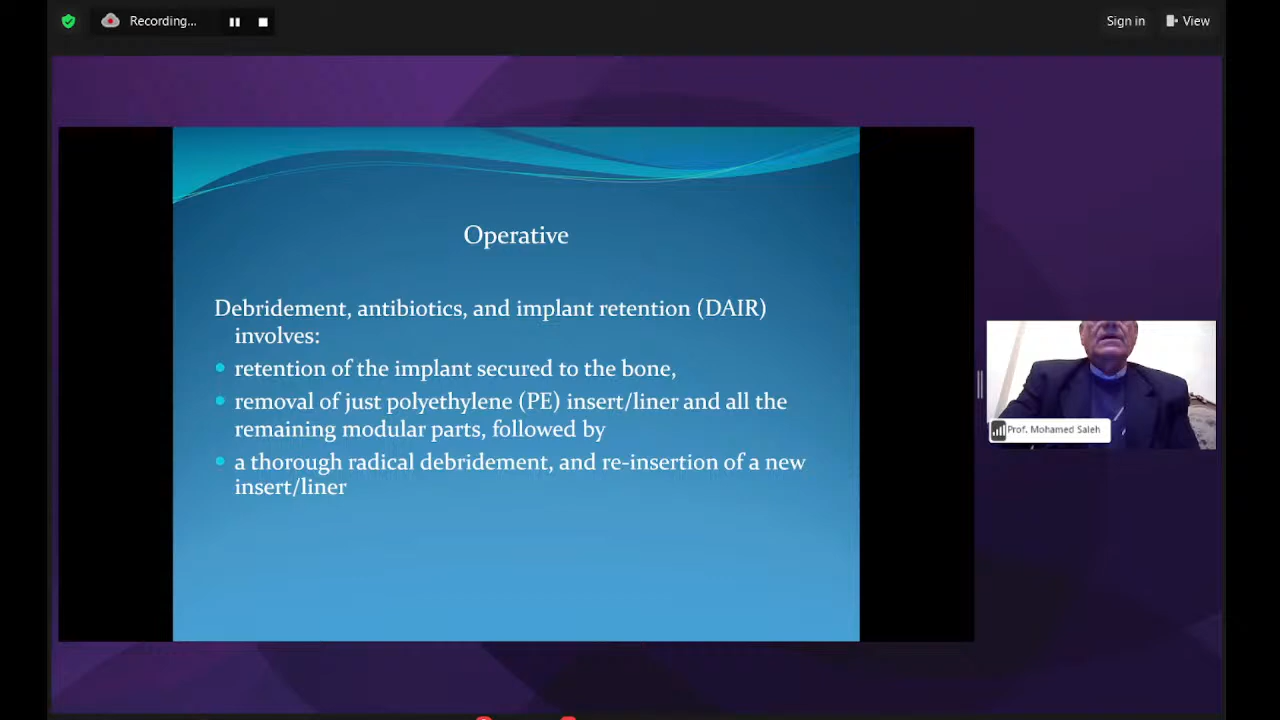 Recording...
Sign in
View
Operative
Debridement, antibiotics, and implant retention (DAIR)
involves:
retention of the implant secured to the bone,
removal of just polyethylene (PE) insert/liner and all the
remaining modular parts, followed by
a thorough radical debridement, and re-insertion of a new
insert/liner
Prof. Mohamed Saleh